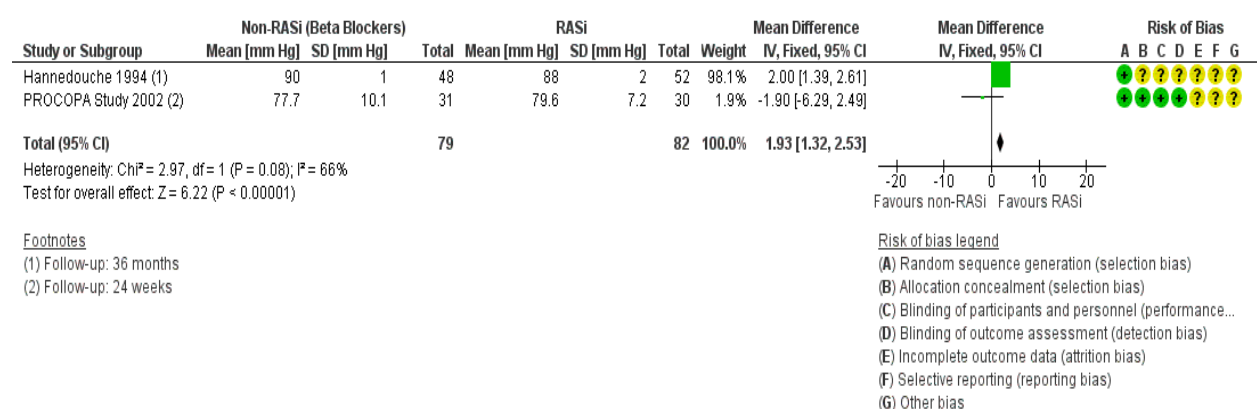 Non-RASi (Beta Blockers) RASi Mean Difference Mean Difference Risk of Bias
Study or Subgroup Mean [mm Hg] SD [mm Hg] Total Mean [mm Hg] SD [mm Hg] Total Weight IV, Fixed, 95% CI IV, Fixed, 95% CI A B C D E F G
Hannedouche 1994 (1) 90 1 48 88 2 52 98.1% 2.00 [1.39, 2.61] + ? ? ? ? ? ?
PROCOPA Study 2002 (2) 77.7 10.1 31 79.6 7.2 30 1.9% -1.90 [-6.29, 2.49] + + + + ? ? ?
Total (95% CI) 79 82 100.0% 1.93 [1.32, 2.53]
Heterogeneity: Chi² = 2.97, df = 1 (P = 0.08); I² = 66%
Test for overall effect: Z = 6.22 (P < 0.00001)
-20 -10 0 10 20
Favours non-RASi Favours RASi
Footnotes
(1) Follow-up: 36 months
(2) Follow-up: 24 weeks
Risk of bias legend
(A) Random sequence generation (selection bias)
(B) Allocation concealment (selection bias)
(C) Blinding of participants and personnel (performance...
(D) Blinding of outcome assessment (detection bias)
(E) Incomplete outcome data (attrition bias)
(F) Selective reporting (reporting bias)
(G) Other bias